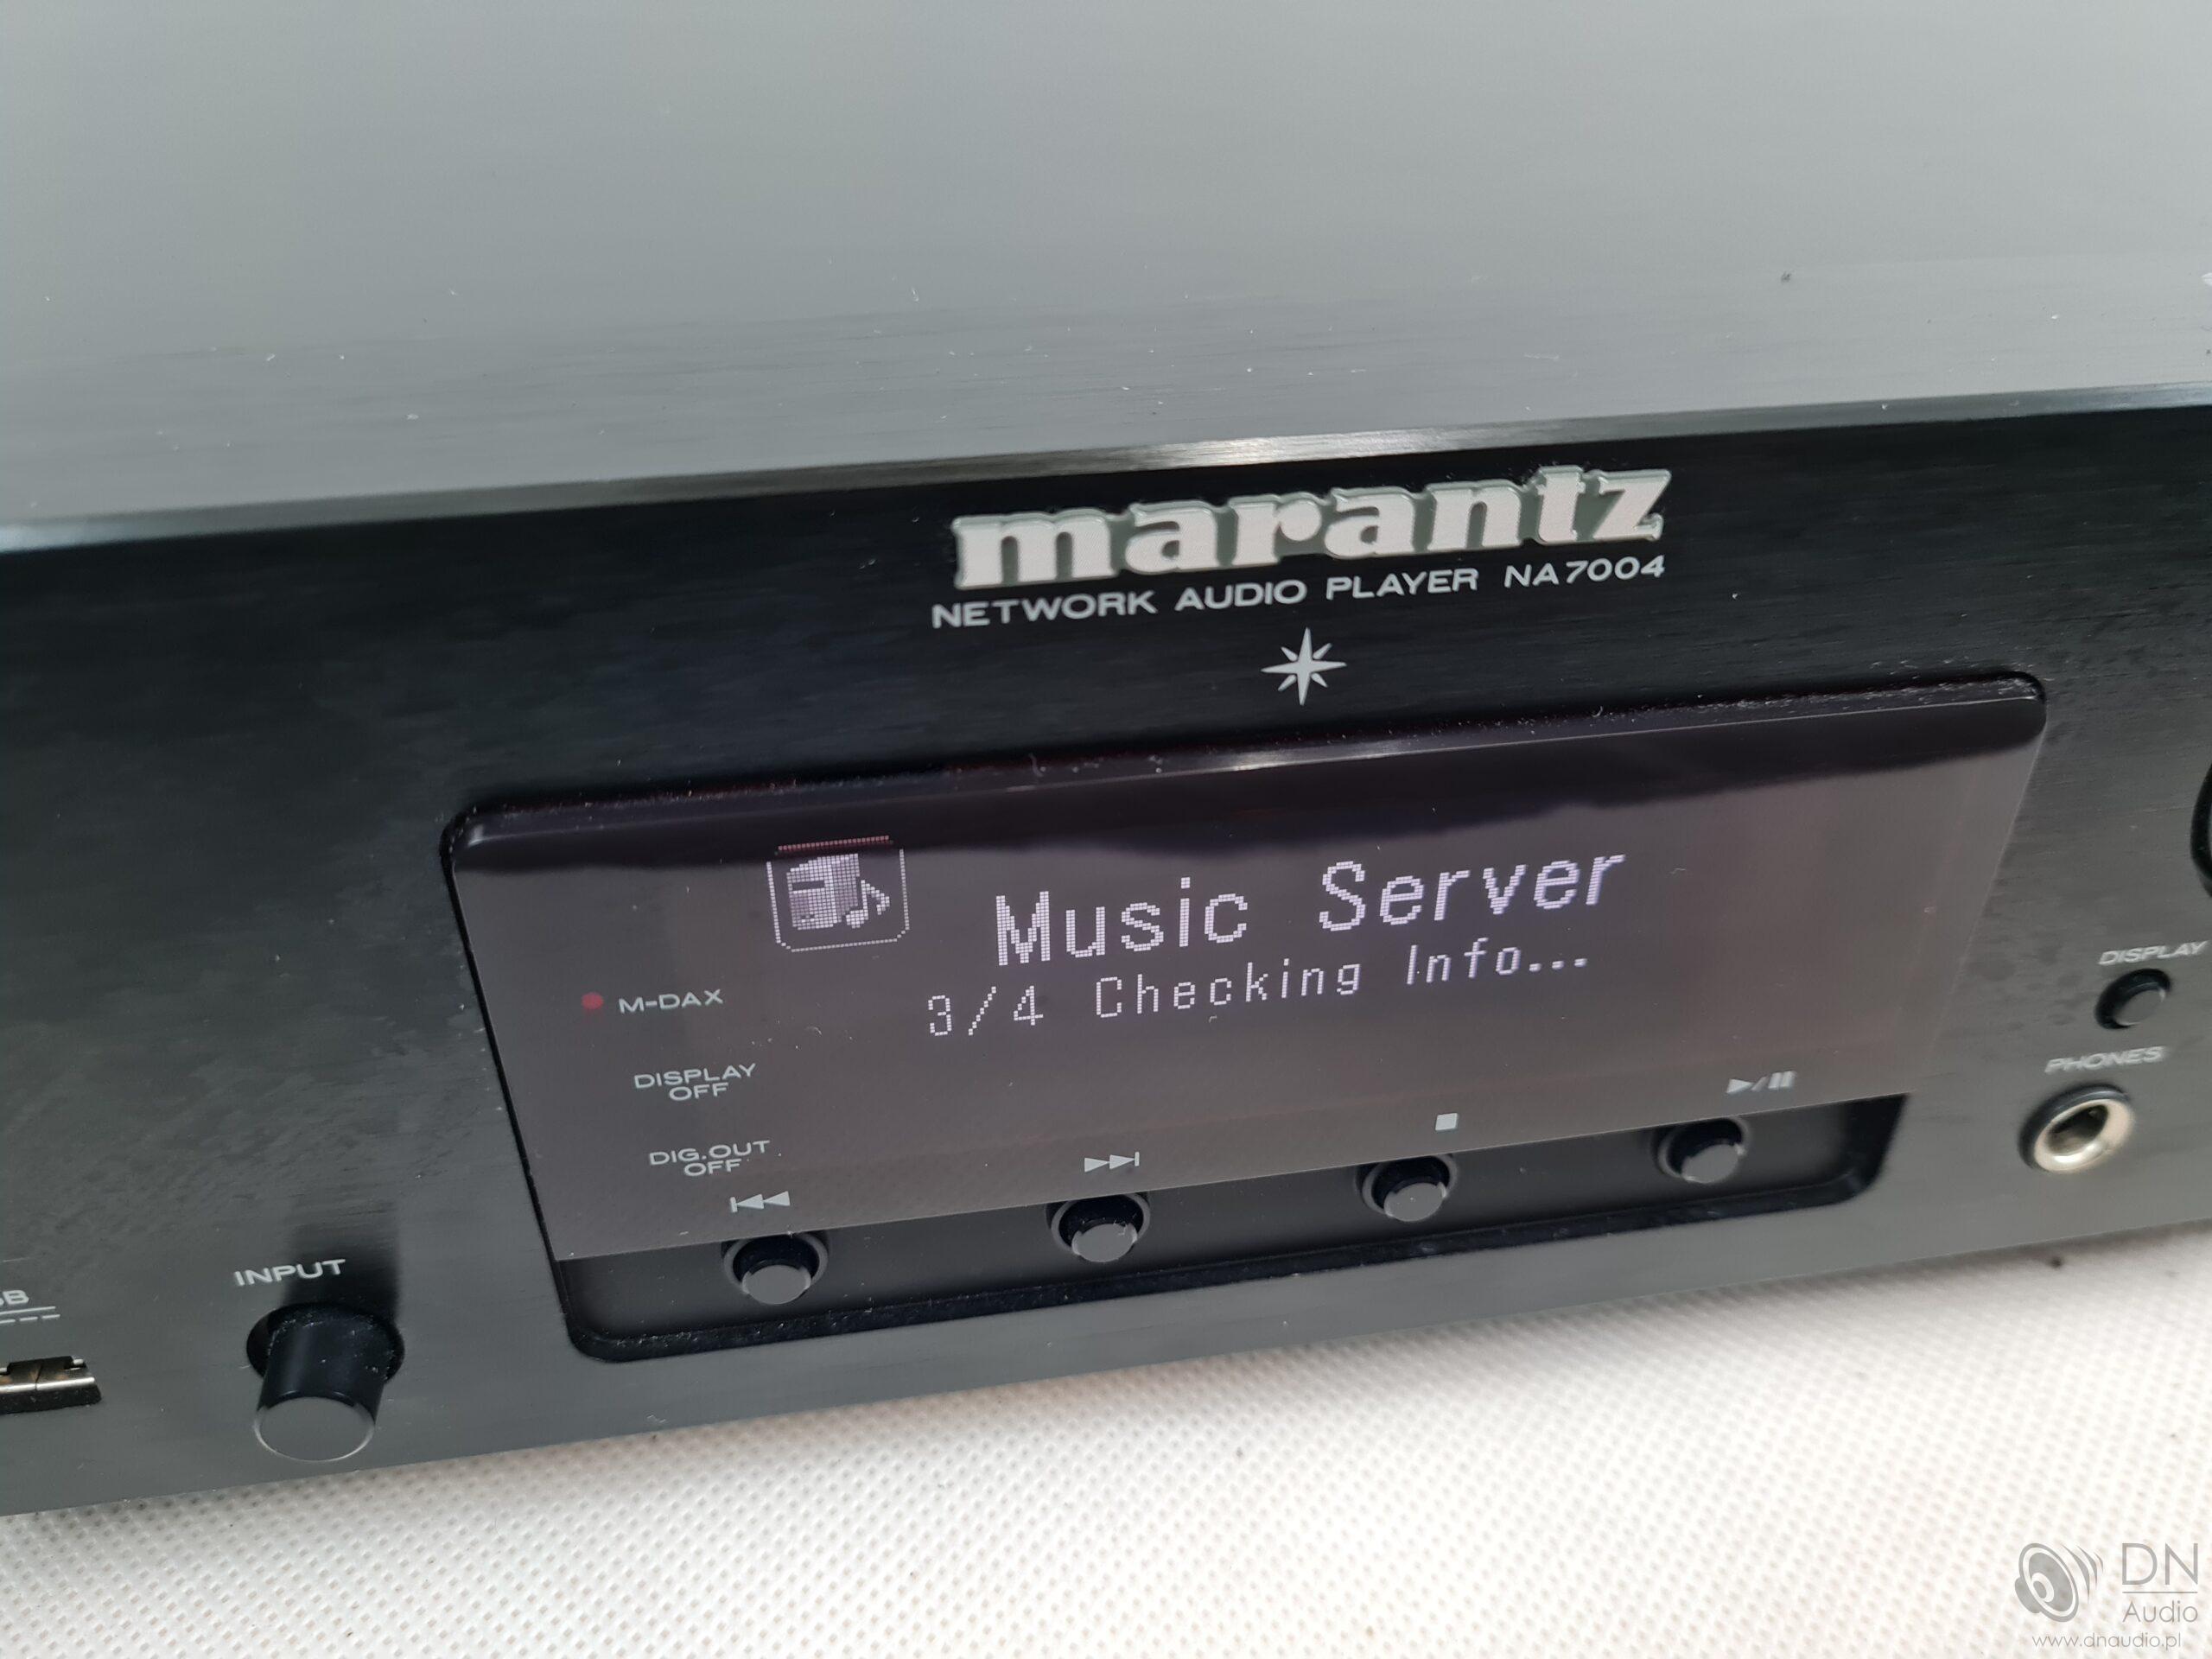 marantz
NETWORK AUDIO PLAYER NA7004
Music Server
3/4 Checking Info...
M-DAX
DISPLAY
OFF
DIG.OUT
OFF
DISPLAY
PHONES
INPUT
DN
Audio
www.dnaudio.pl